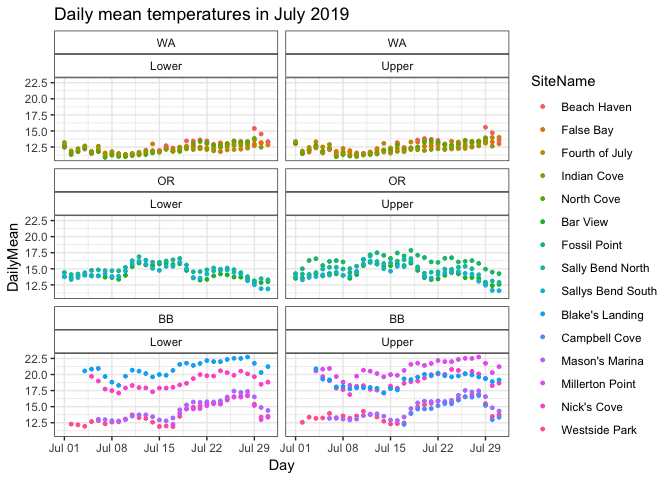 Daily mean temperatures in July 2019
WA
WA
Lower
Upper
22.5
20.0
17.5
15.0
12.5
OR
OR
Lower
Upper
22.5
20.0
17.5
15.0
12.5
BB
BB
Lower
Upper
22.5
20.0
17.5
15.0
12.5
Jul 01
Jul 08
Jul 15
Jul 22
Jul 29
Jul 01
Jul 08
Jul 15
Jul 22
Jul 29
Day
DailyMean
SiteName
Beach Haven
False Bay
Fourth of July
Indian Cove
North Cove
Bar View
Fossil Point
Sally Bend North
Sallys Bend South
Blake's Landing
Campbell Cove
Mason's Marina
Millerton Point
Nick's Cove
Westside Park